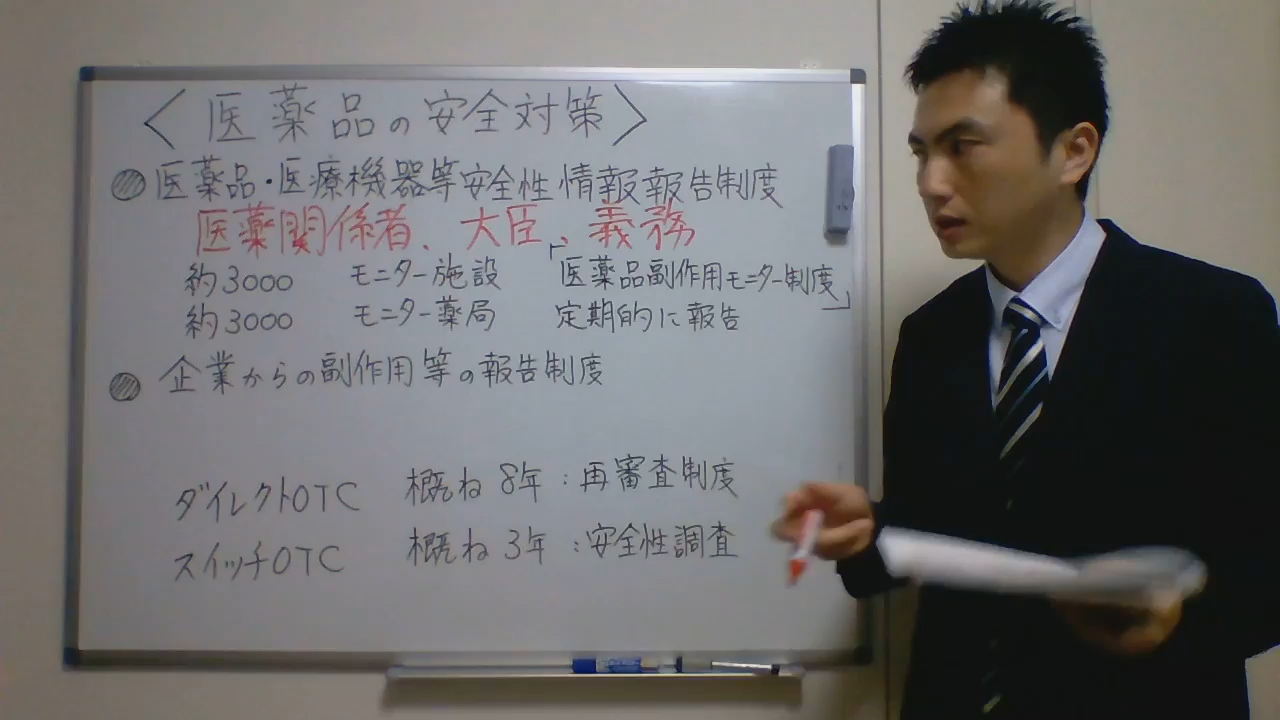 〈医薬品の安全対策〉
医薬品・医療機器等安全性情報報告制度
医薬関係者、大臣、義務
約3000 モニター施設 「医薬品副作用モニター制度」
約3000 モニター薬局 定期的に報告
企業からの副作用等の報告制度
ダイレクトOTC 概ね8年：再審査制度
スイッチOTC 概ね3年：安全性調査